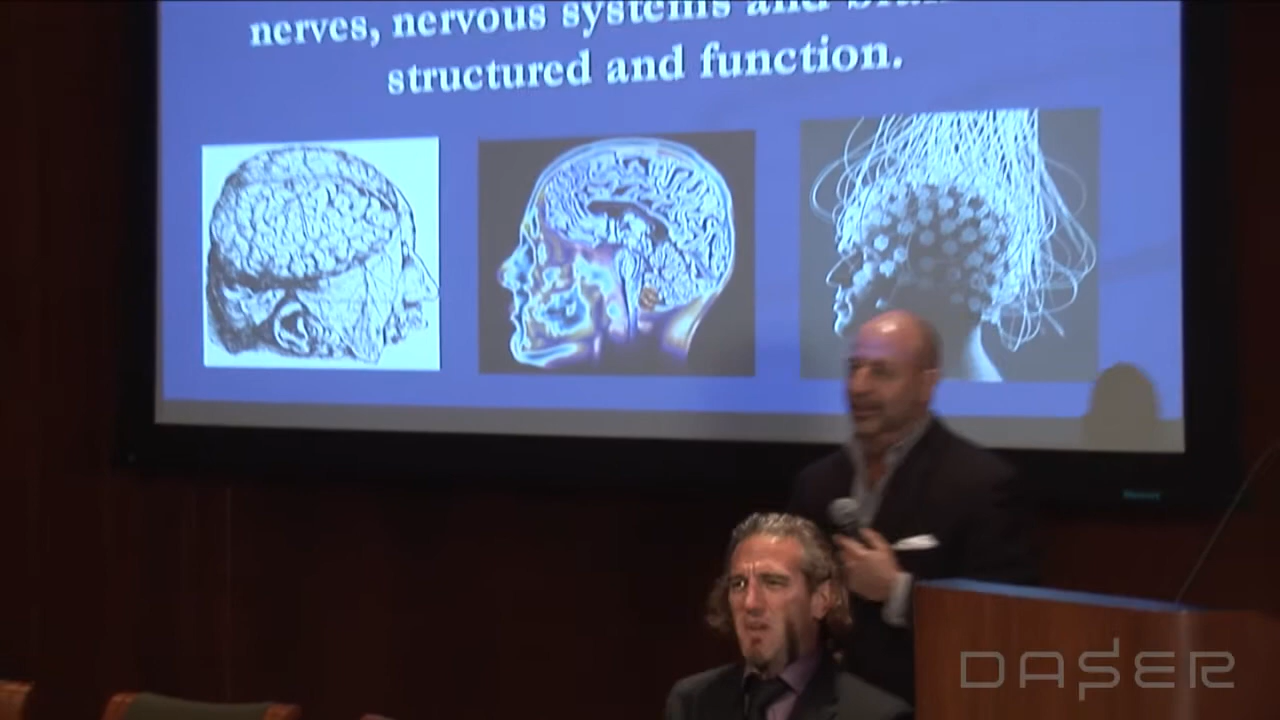 nerves, nervous systems and
structured and function.
DASER